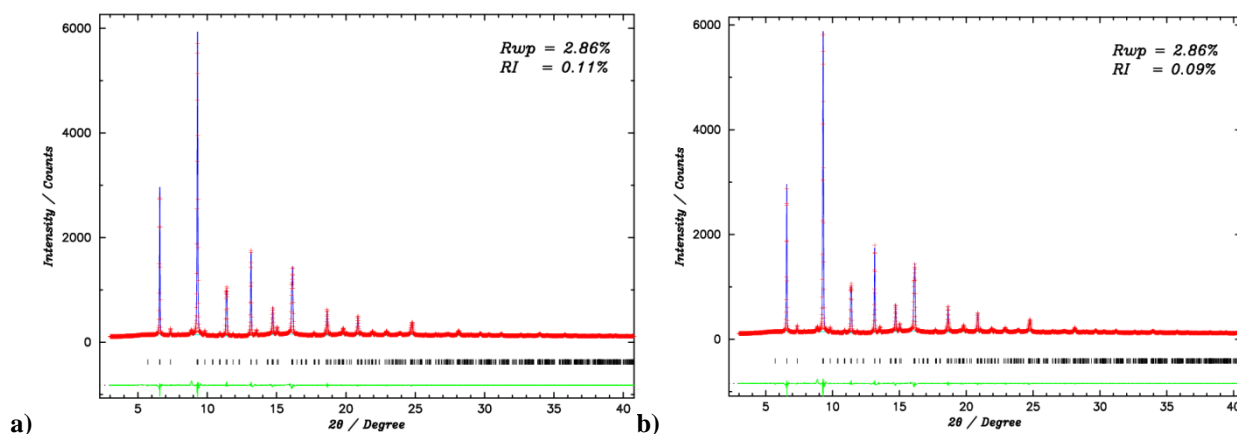 Rwp = 2.86%
RI = 0.11%
6000
4000
2000
0
Intensity / Counts
5 10 15 20 25 30 35 40
2θ / Degree
a)
Rwp = 2.86%
RI = 0.09%
6000
4000
2000
0
Intensity / Counts
5 10 15 20 25 30 35 40
2θ / Degree
b)